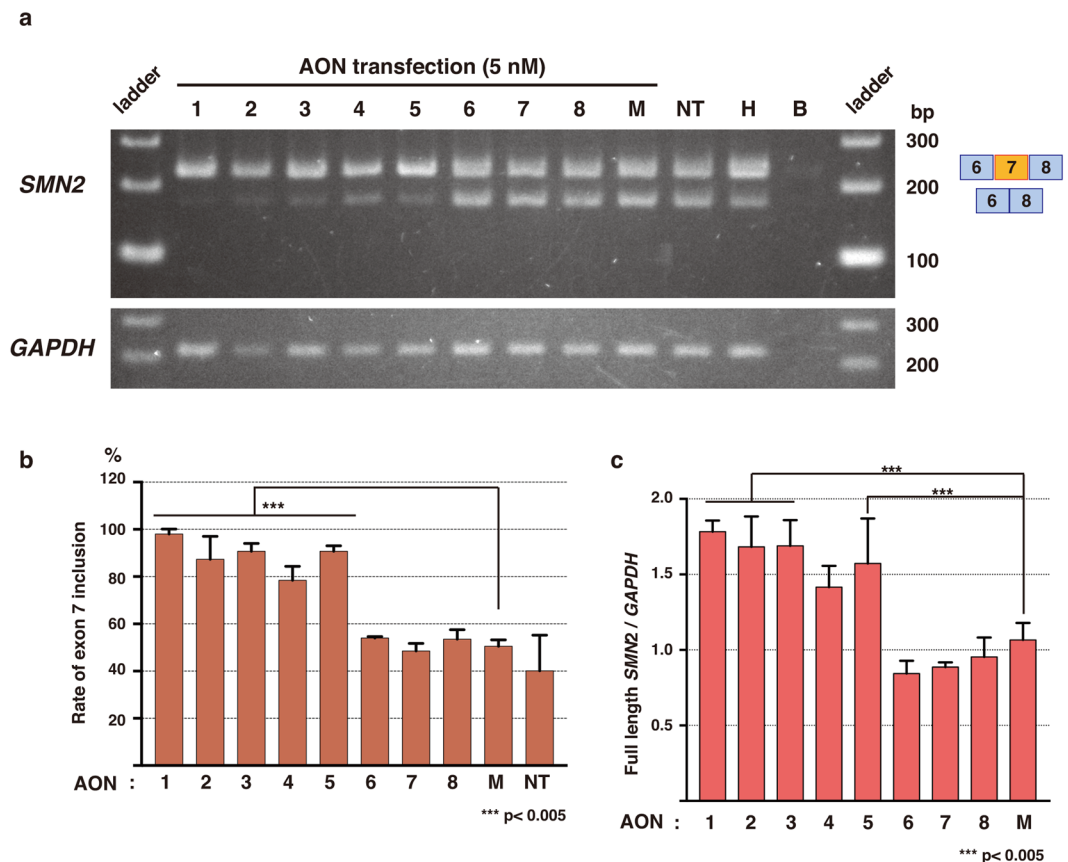 a
AON transfection (5 nM)
ladder 1 2 3 4 5 6 7 8 M NT H B ladder bp
SMN2
300
200
100
6 7 8
6 8
GAPDH
300
200
b
%
120
100
80
60
40
20
Rate of exon 7 inclusion
***
AON : 1 2 3 4 5 6 7 8 M NT
*** p< 0.005
c
***
***
2.0
1.5
1.0
0.5
Full length SMN2 / GAPDH
AON : 1 2 3 4 5 6 7 8 M
*** p< 0.005